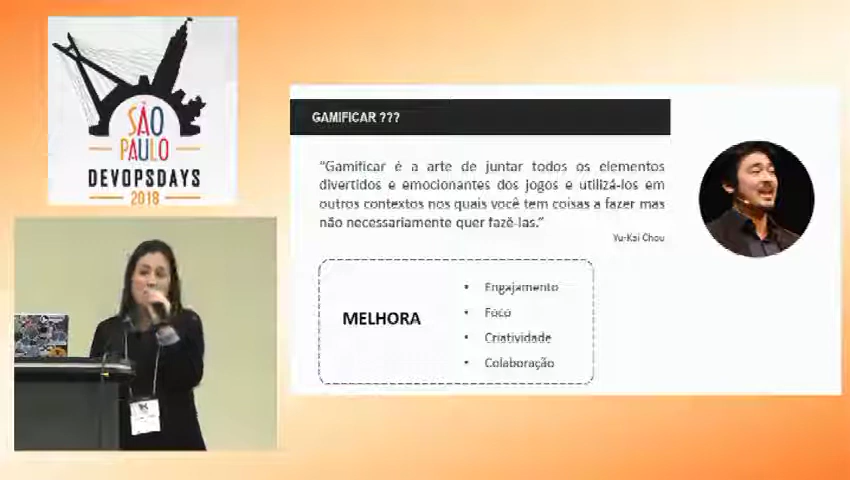 SÃO
PAULO
DEVOPSDAYS
2018
GAMIFICAR ???
“Gamificar é a arte de juntar todos os elementos
divertidos e emocionantes dos jogos e utilizá-los em
outros contextos nos quais você tem coisas a fazer mas
não necessariamente quer fazê-las.”
Yu-Kai Chou
MELHORA
• Engajamento
• Foco
• Criatividade
• Colaboração